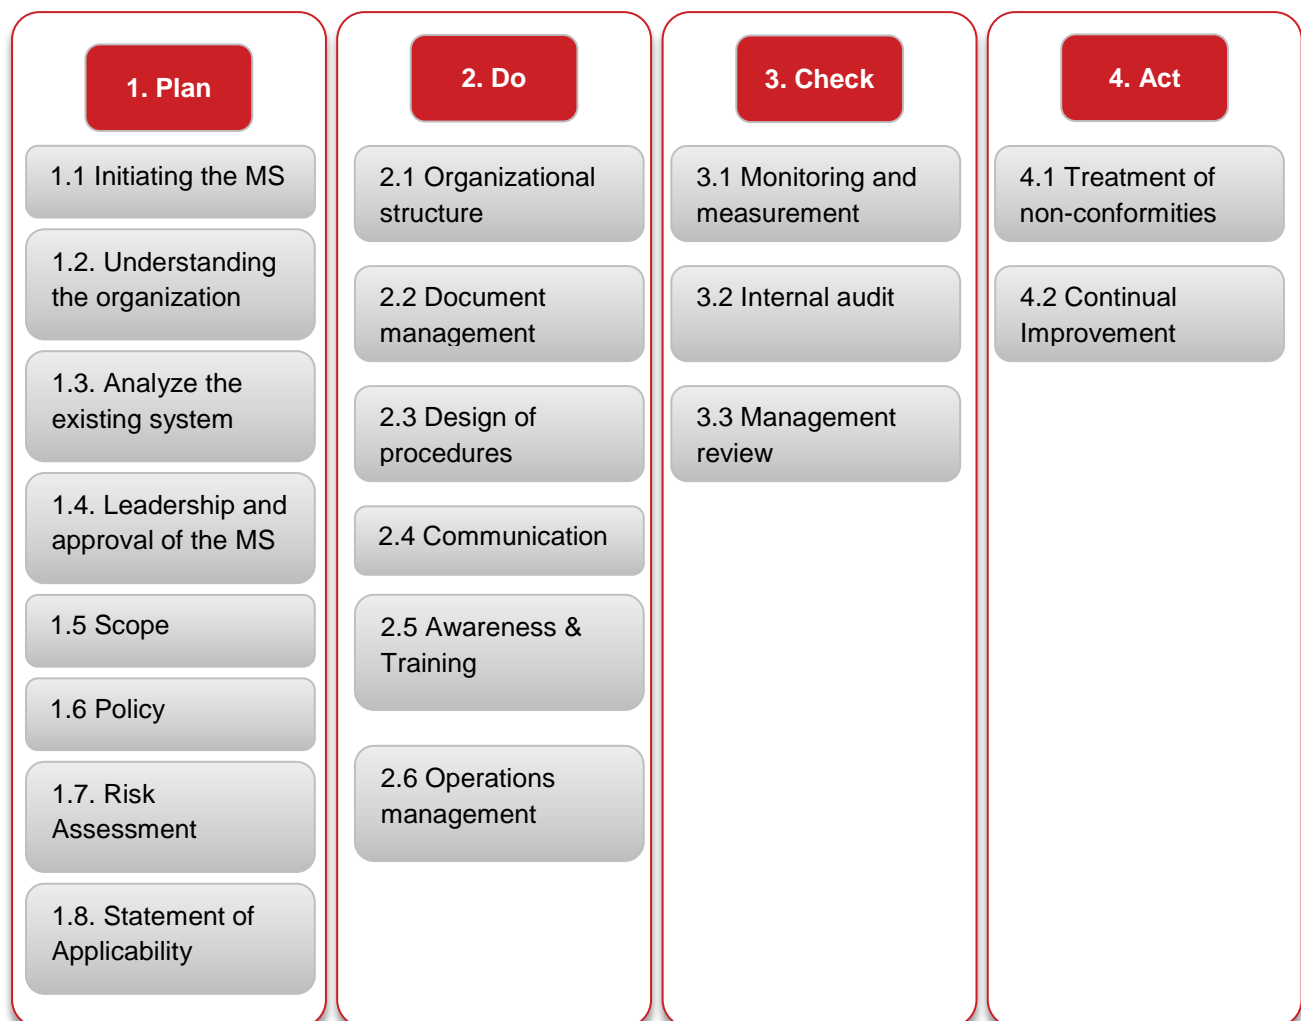 1. Plan
1.1 Initiating the MS
1.2. Understanding
the organization
1.3. Analyze the
existing system
1.4. Leadership and
approval of the MS
1.5 Scope
1.6 Policy
1.7. Risk
Assessment
1.8. Statement of
Applicability
2. Do
2.1 Organizational
structure
2.2 Document
management
2.3 Design of
procedures
2.4 Communication
2.5 Awareness &
Training
2.6 Operations
management
3. Check
3.1 Monitoring and
measurement
3.2 Internal audit
3.3 Management
review
4. Act
4.1 Treatment of
non-conformities
4.2 Continual
Improvement